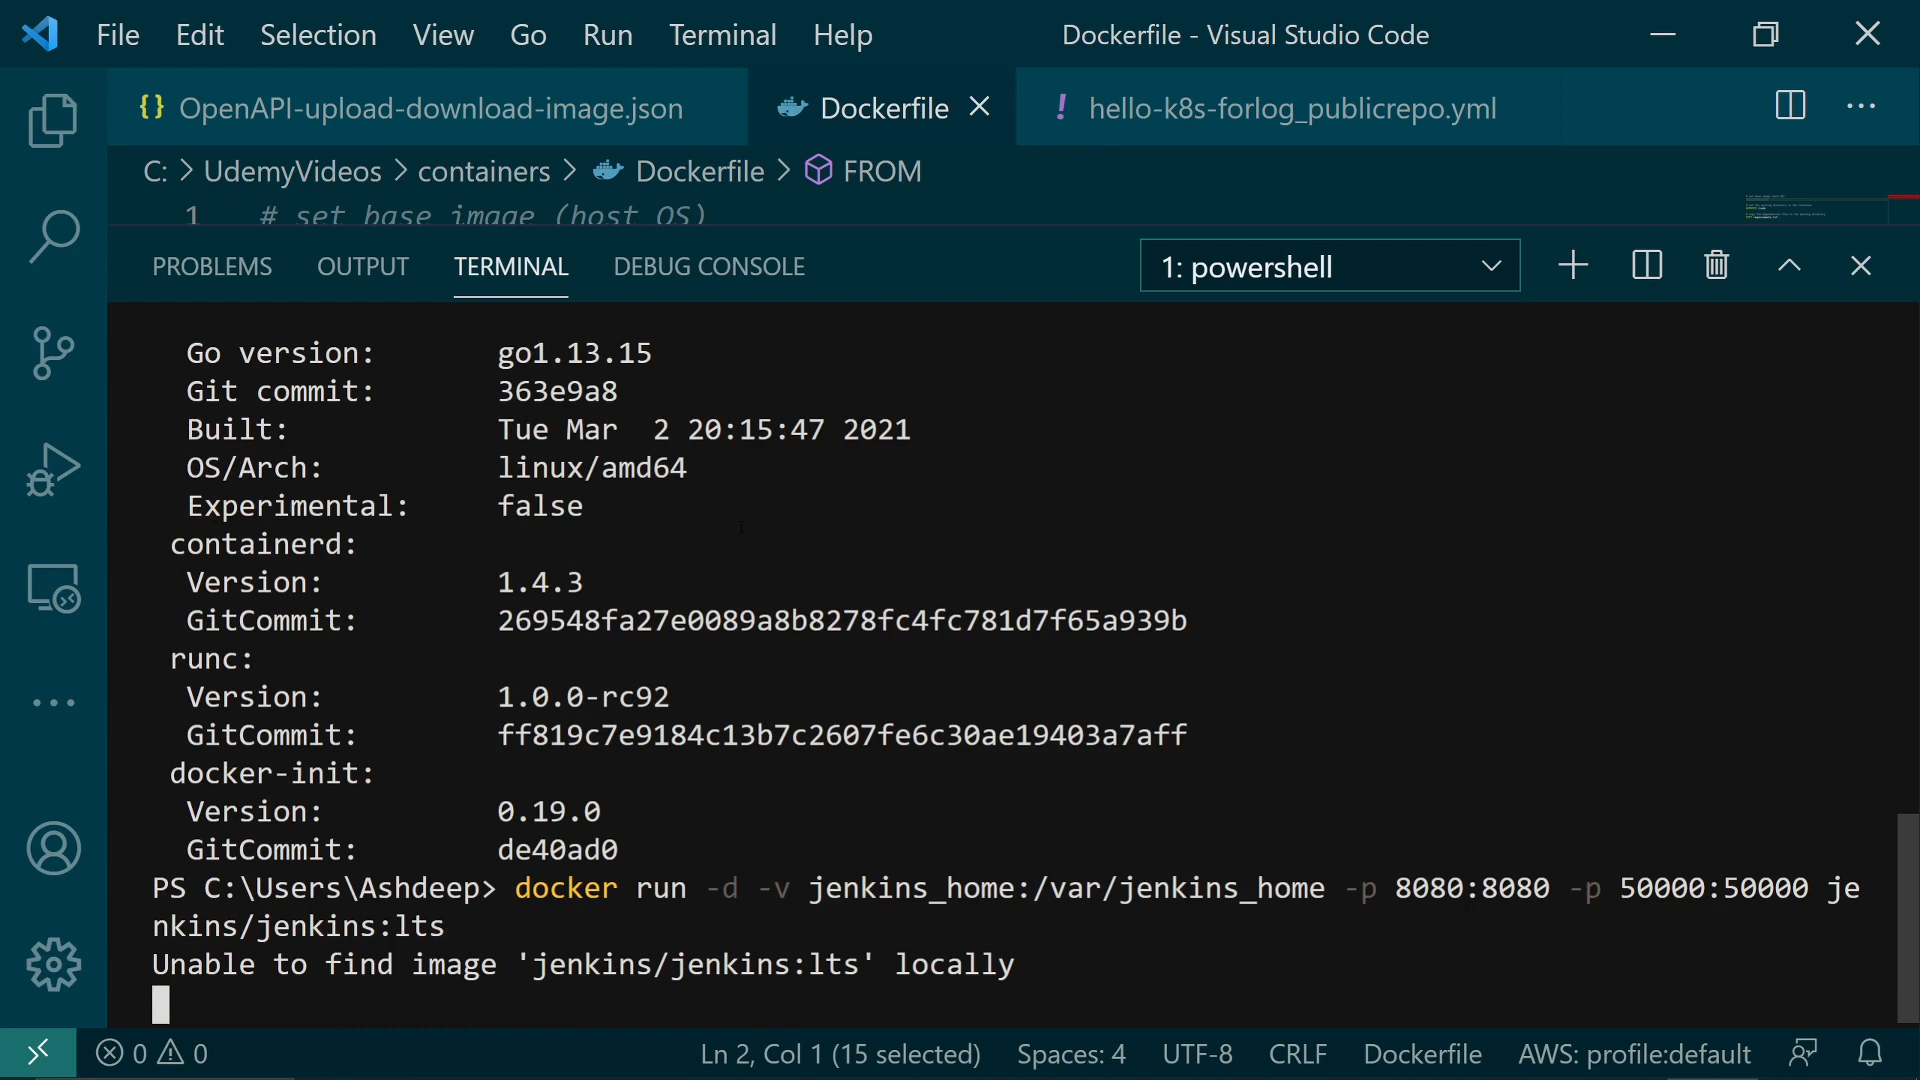 File Edit Selection View Go Run Terminal Help Dockerfile - Visual Studio Code
{} OpenAPI-upload-download-image.json Dockerfile ! hello-k8s-forlog_publicrepo.yml ...
C: > UdemyVideos > containers > Dockerfile > FROM
1 # set base image (host OS)
PROBLEMS OUTPUT TERMINAL DEBUG CONSOLE 1: powershell
Go version: go1.13.15
Git commit: 363e9a8
Built: Tue Mar 2 20:15:47 2021
OS/Arch: linux/amd64
Experimental: false
containerd:
Version: 1.4.3
GitCommit: 269548fa27e0089a8b8278fc4fc781d7f65a939b
runc:
Version: 1.0.0-rc92
GitCommit: ff819c7e9184c13b7c2607fe6c30ae19403a7aff
docker-init:
Version: 0.19.0
GitCommit: de40ad0
PS C:\Users\Ashdeep> docker run -d -v jenkins_home:/var/jenkins_home -p 8080:8080 -p 50000:50000 je
nkins/jenkins:lts
Unable to find image 'jenkins/jenkins:lts' locally
0 0 Ln 2, Col 1 (15 selected) Spaces: 4 UTF-8 CRLF Dockerfile AWS: profile:default